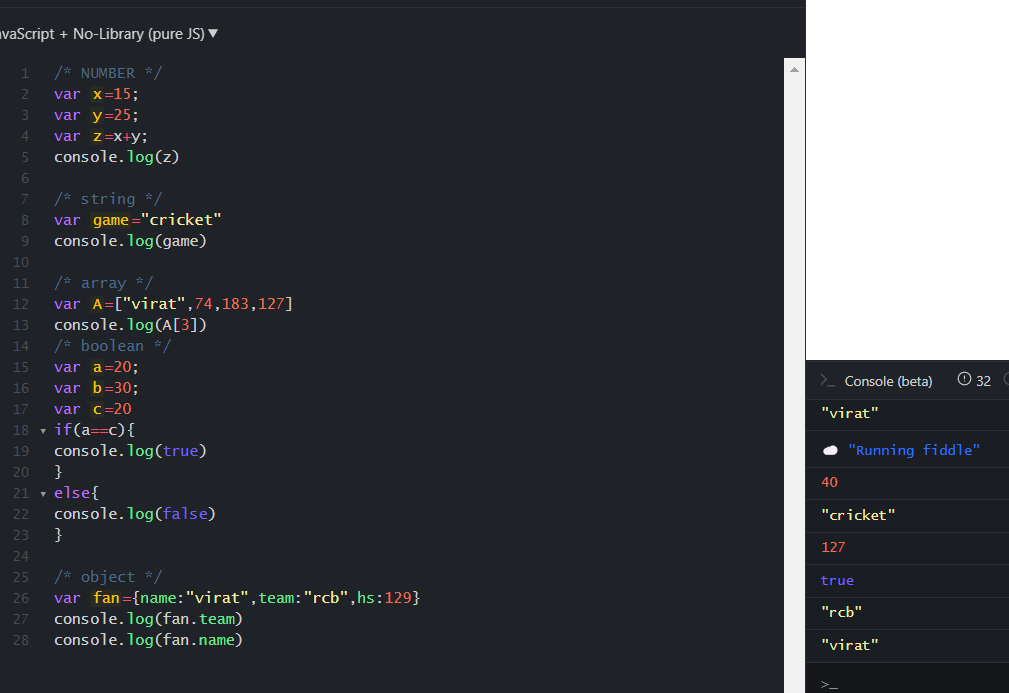 vaScript + No-Library (pure JS) ▼
1 /* NUMBER */
2 var x=15;
3 var y=25;
4 var z=x+y;
5 console.log(z)
6
7 /* string */
8 var game="cricket"
9 console.log(game)
10
11 /* array */
12 var A=["virat",74,183,127]
13 console.log(A[3])
14 /* boolean */
15 var a=20;
16 var b=30;
17 var c=20
18 if(a==c){
19 console.log(true)
20 }
21 else{
22 console.log(false)
23 }
24
25 /* object */
26 var fan={name:"virat",team:"rcb",hs:129}
27 console.log(fan.team)
28 console.log(fan.name)
>_ Console (beta) 32
"virat"
"Running fiddle"
40
"cricket"
127
true
"rcb"
"virat"
>_